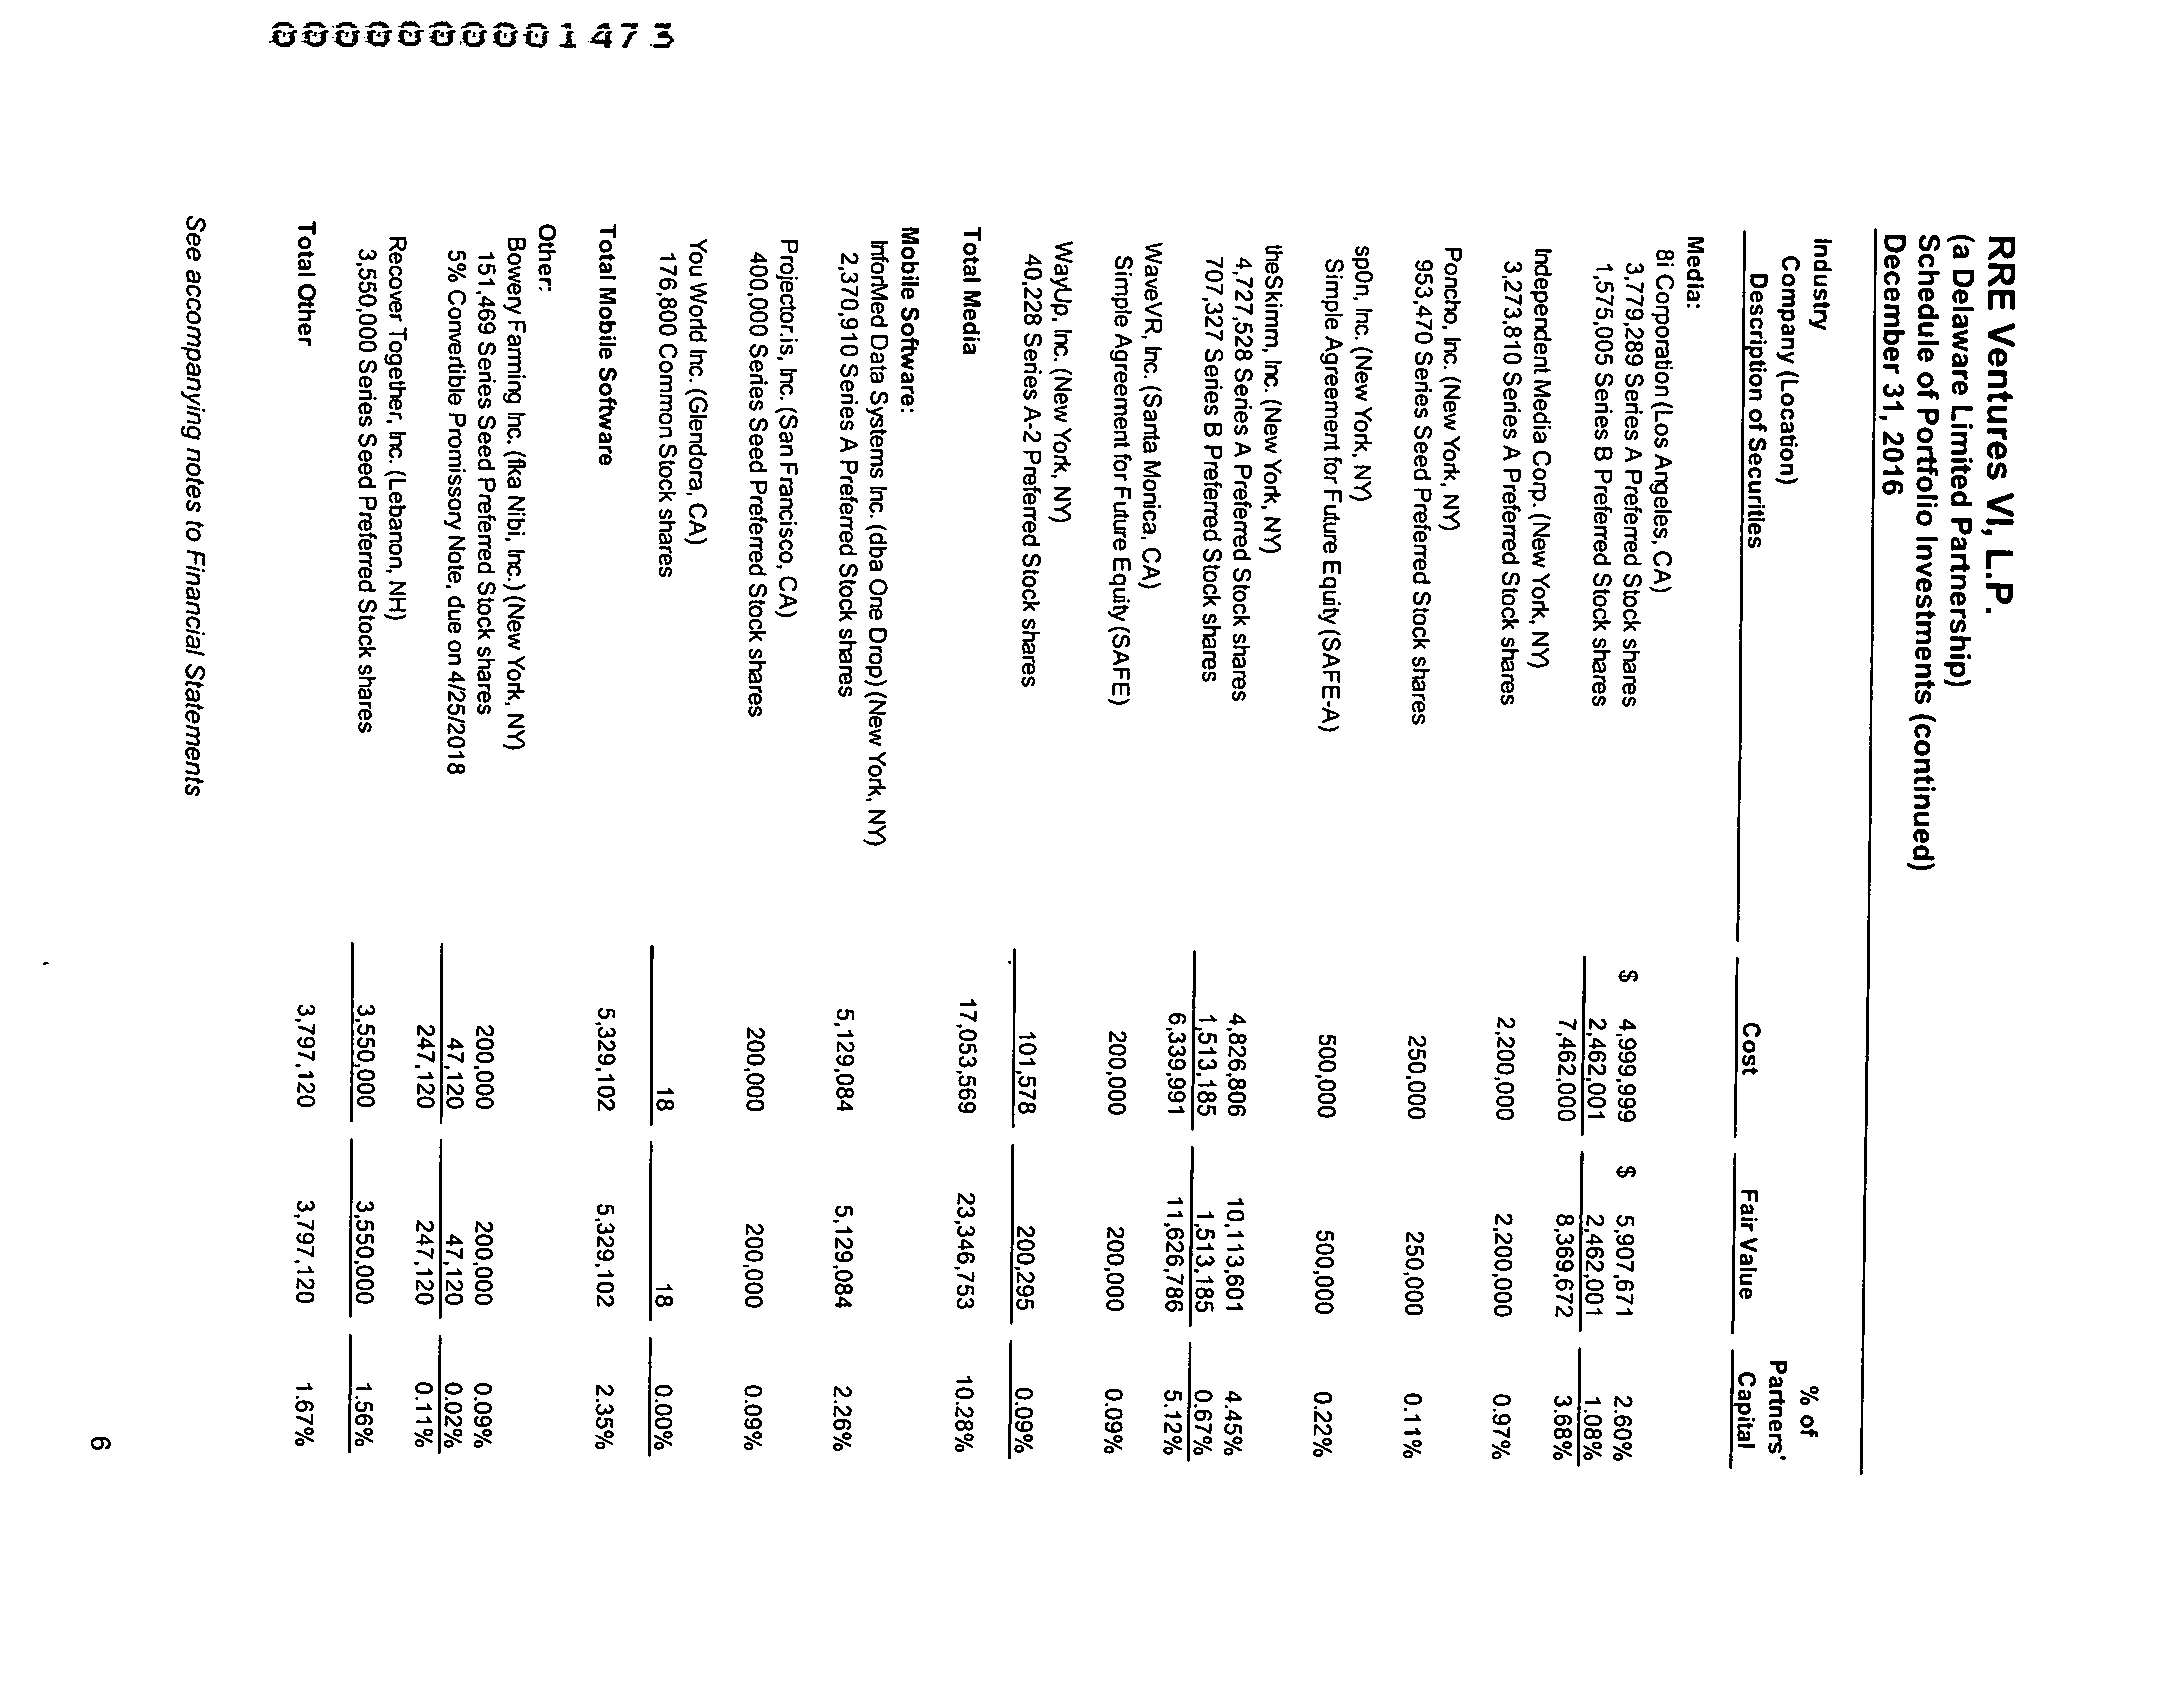 RRE Ventures VI, L.P.
(a Delaware Limited Partnership)
Schedule of Portfolio Investments (continued)
December 31, 2016
Industry
Company (Location) % of Partners'
Description of Securities Cost Fair Value Capital
Media:
8i Corporation (Los Angeles, CA)
3,779,289 Series A Preferred Stock shares $ 4,999,999 $ 5,907,671 2.60%
1,575,005 Series B Preferred Stock shares 2,462,001 2,462,001 1.08%
7,462,000 8,369,672 3.68%
Independent Media Corp. (New York, NY)
3,273,810 Series A Preferred Stock shares 2,200,000 2,200,000 0.97%
Poncho, Inc. (New York, NY)
953,470 Series Seed Preferred Stock shares 250,000 250,000 0.11%
sp0n, Inc. (New York, NY)
Simple Agreement for Future Equity (SAFE-A) 500,000 500,000 0.22%
theSkimm, Inc. (New York, NY)
4,727,528 Series A Preferred Stock shares 4,826,806 10,113,601 4.45%
707,327 Series B Preferred Stock shares 1,513,185 1,513,185 0.67%
6,339,991 11,626,786 5.12%
WaveVR, Inc. (Santa Monica, CA)
Simple Agreement for Future Equity (SAFE) 200,000 200,000 0.09%
WayUp, Inc. (New York, NY)
40,228 Series A-2 Preferred Stock shares 101,578 200,295 0.09%
Total Media 17,053,569 23,346,753 10.28%
Mobile Software:
InforMed Data Systems Inc. (dba One Drop) (New York, NY)
2,370,910 Series A Preferred Stock shares 5,129,084 5,129,084 2.26%
Projector.is, Inc. (San Francisco, CA)
400,000 Series Seed Preferred Stock shares 200,000 200,000 0.09%
You World Inc. (Glendora, CA)
176,800 Common Stock shares 18 18 0.00%
Total Mobile Software 5,329,102 5,329,102 2.35%
Other:
Bowery Farming Inc. (fka Nibi, Inc.) (New York, NY)
151,469 Series Seed Preferred Stock shares 200,000 200,000 0.09%
5% Convertible Promissory Note, due on 4/25/2018 47,120 47,120 0.02%
247,120 247,120 0.11%
Recover Together, Inc. (Lebanon, NH)
3,550,000 Series Seed Preferred Stock shares 3,550,000 3,550,000 1.56%
Total Other 3,797,120 3,797,120 1.67%
See accompanying notes to Financial Statements
6